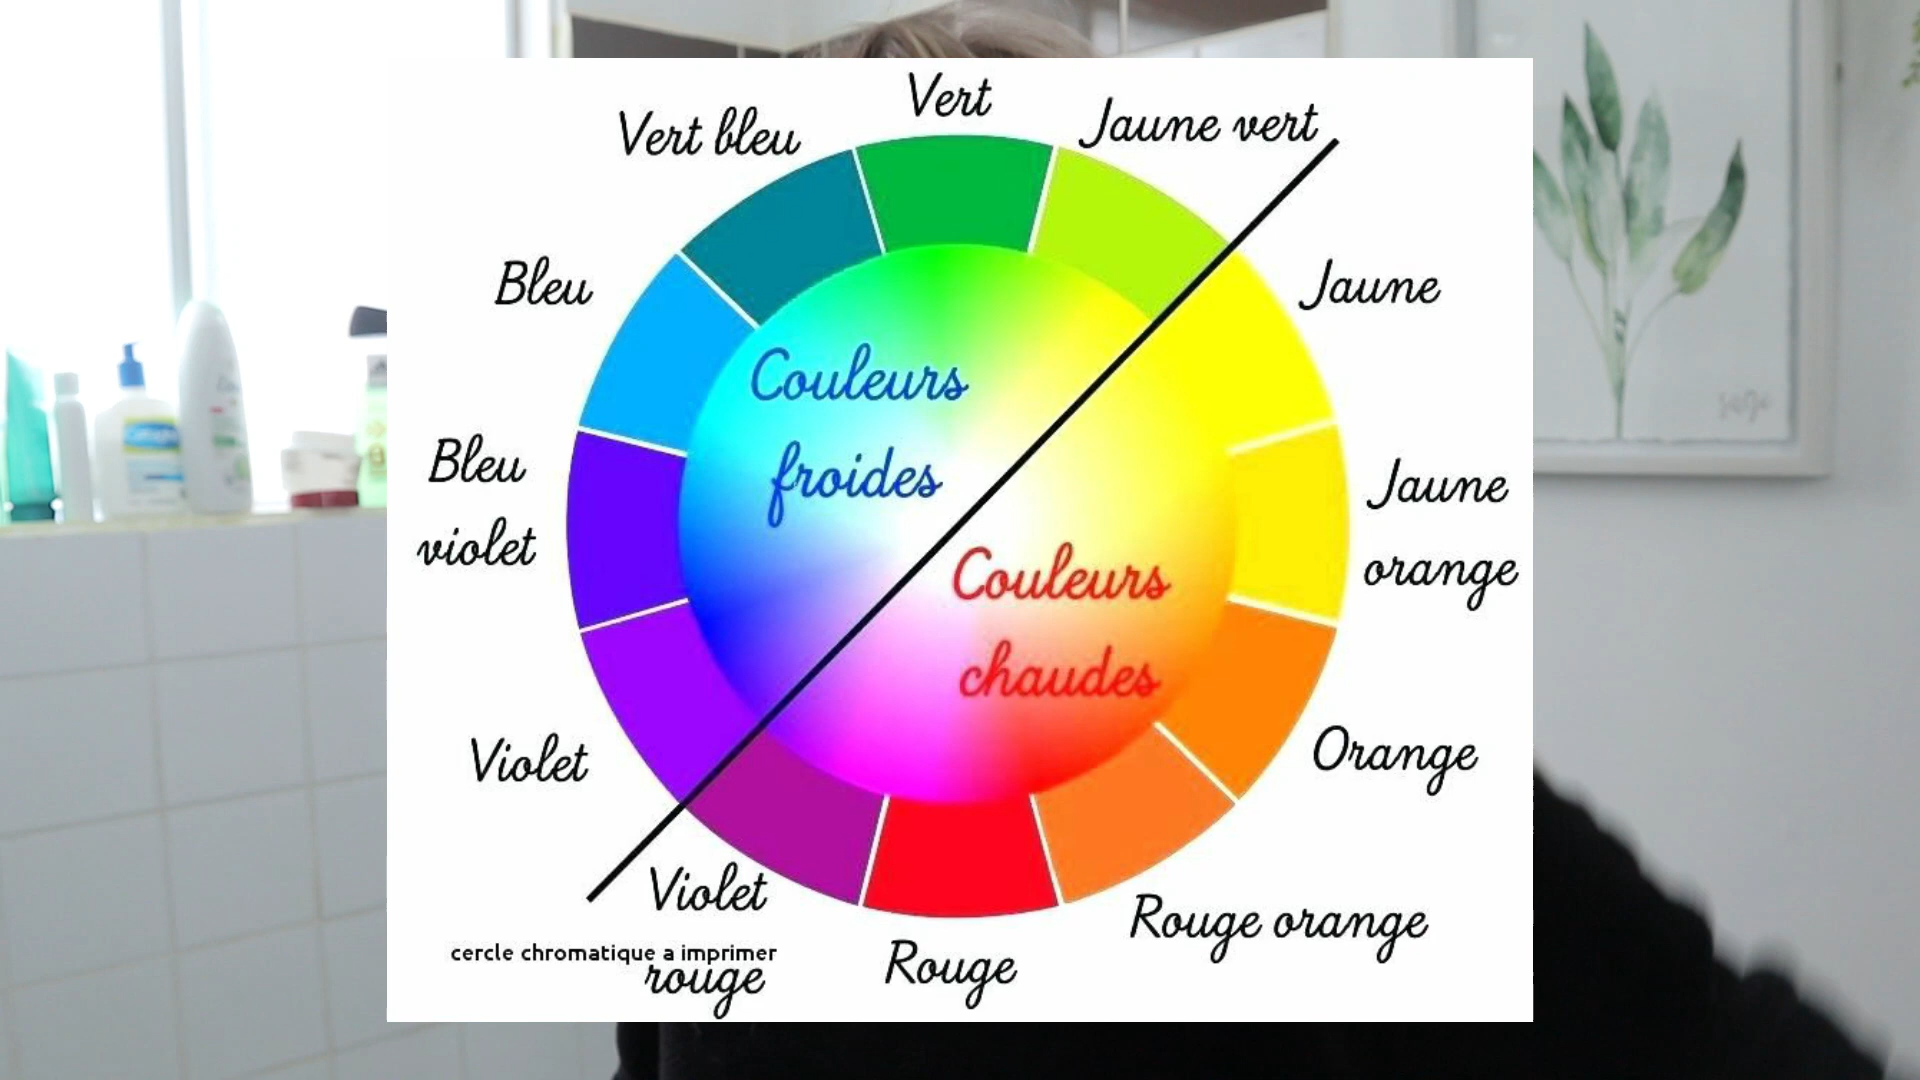 Vert
Vert bleu
Jaune vert
Bleu
Jaune
Couleurs
froides
Bleu
violet
Jaune
orange
Couleurs
chaudes
Violet
Orange
Violet
rouge
Rouge orange
Rouge
cercle chromatique a imprimer